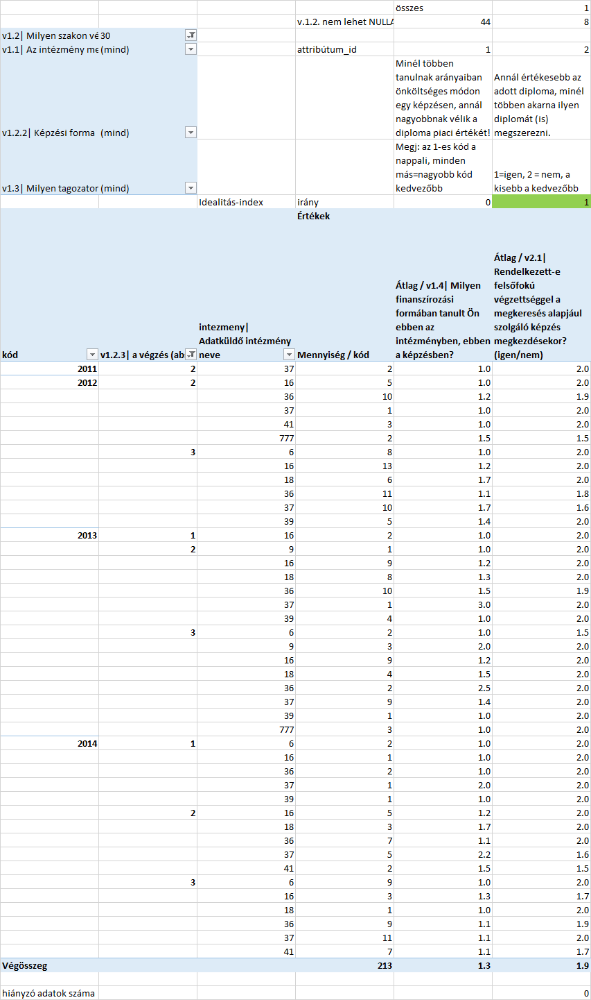 összes 1
v.1.2. nem lehet NULLA 44 8
v1.2| Milyen szakon vé 30
v1.1| Az intézmény me (mind) attribútum_id 1 2
Minél többen
tanulnak arányaiban
önköltséges módon
egy képzésen, annál
nagyobbnak vélik a
diploma piaci értékét!
Annál értékesebb az
adott diploma, minél
többen akarna ilyen
diplomát (is)
megszerezni.
v1.2.2| Képzési forma (mind)
Megj: az 1-es kód a
nappali, minden
más=nagyobb kód
kedvezőbb
1=igen, 2 = nem, a
kisebb a kedvezőbb
v1.3| Milyen tagozator (mind)
Idealitás-index irány 0 1
Értékek
kód
v1.2.3| a végzés (ab
intezmeny|
Adatküldő intézmény
neve
Mennyiség / kód
Átlag / v1.4| Milyen
finanszírozási
formában tanult Ön
ebben az
intézményben, ebben
a képzésben?
Átlag / v2.1|
Rendelkezett-e
felsőfokú
végzettséggel a
megkeresés alapjául
szolgáló képzés
megkezdésekor?
(igen/nem)
2011 2 37 2 1.0 2.0
2012 2 16 5 1.0 2.0
36 10 1.2 1.9
37 1 1.0 2.0
41 3 1.0 2.0
777 2 1.5 1.5
3 6 8 1.0 2.0
16 13 1.2 2.0
18 6 1.7 2.0
36 11 1.1 1.8
37 10 1.7 1.6
39 5 1.4 2.0
2013 1 16 2 1.0 2.0
2 9 1 1.0 2.0
16 9 1.2 2.0
18 8 1.3 2.0
36 10 1.5 1.9
37 1 3.0 2.0
39 4 1.0 2.0
3 6 2 1.0 1.5
9 3 2.0 2.0
16 9 1.2 2.0
18 4 1.5 2.0
36 2 2.5 2.0
37 9 1.4 2.0
39 1 1.0 2.0
777 3 1.0 2.0
2014 1 6 2 1.0 2.0
16 1 1.0 2.0
36 2 1.0 2.0
37 1 2.0 2.0
39 1 1.0 2.0
2 16 5 1.2 2.0
18 3 1.7 2.0
36 7 1.1 2.0
37 5 2.2 1.6
41 2 1.5 1.5
3 6 9 1.0 2.0
16 3 1.3 1.7
18 1 1.0 2.0
36 9 1.1 1.9
37 11 1.1 2.0
41 7 1.1 1.7
Végösszeg 213 1.3 1.9
hiányzó adatok száma 0